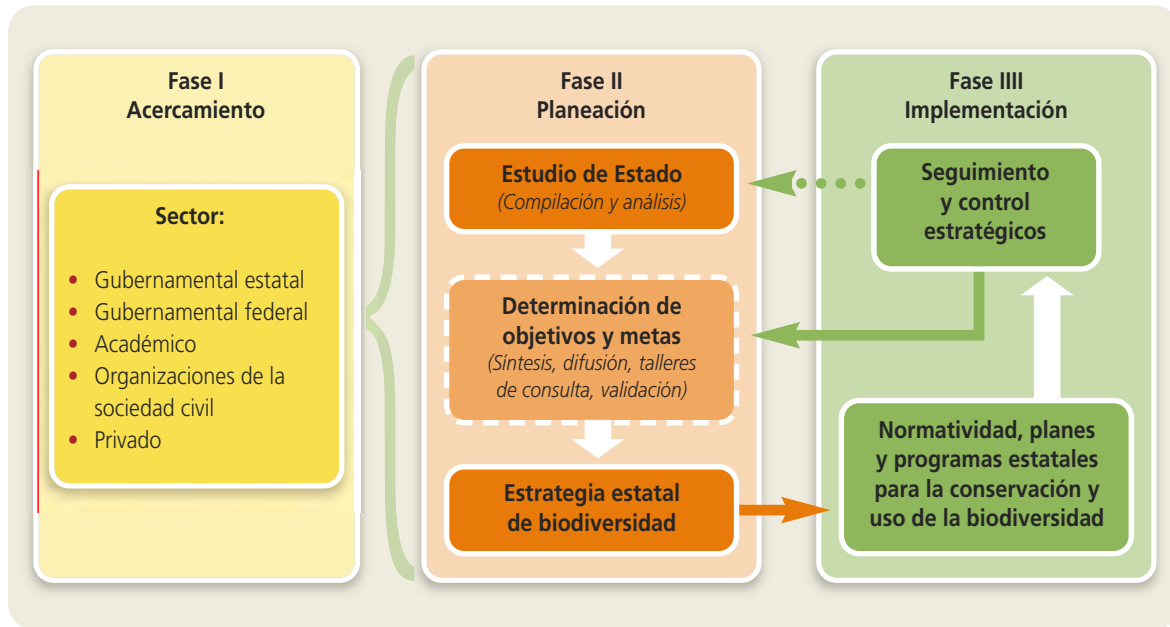 Fase I
Acercamiento
Sector:
• Gubernamental estatal
• Gubernamental federal
• Académico
• Organizaciones de la
sociedad civil
• Privado
Fase II
Planeación
Estudio de Estado
(Compilación y análisis)
Determinación de
objetivos y metas
(Síntesis, difusión, talleres
de consulta, validación)
Estrategia estatal
de biodiversidad
Fase IIII
Implementación
Seguimiento
y control
estratégicos
Normatividad, planes
y programas estatales
para la conservación y
uso de la biodiversidad